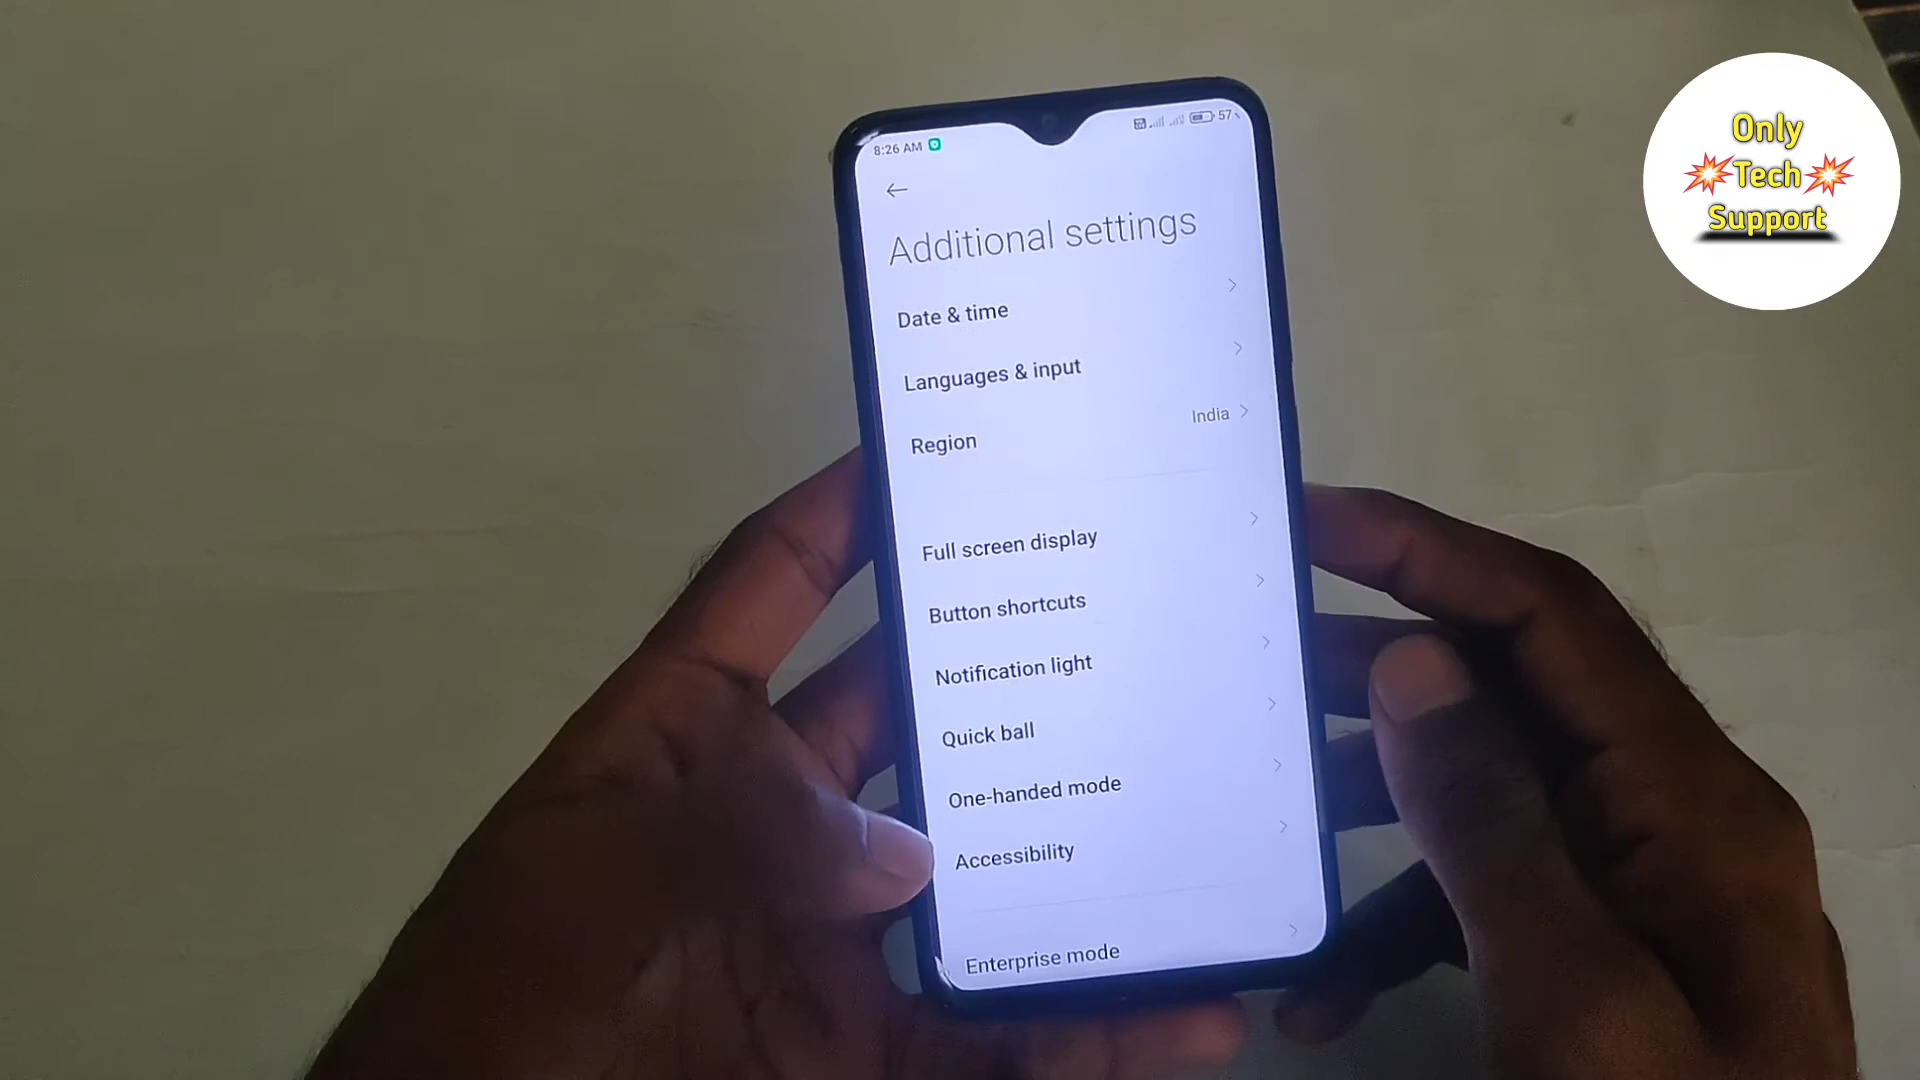 8:26 AM
57%
Additional settings
Date & time
Languages & input
Region
India
Full screen display
Button shortcuts
Notification light
Quick ball
One-handed mode
Accessibility
Enterprise mode
Only
Tech
Support